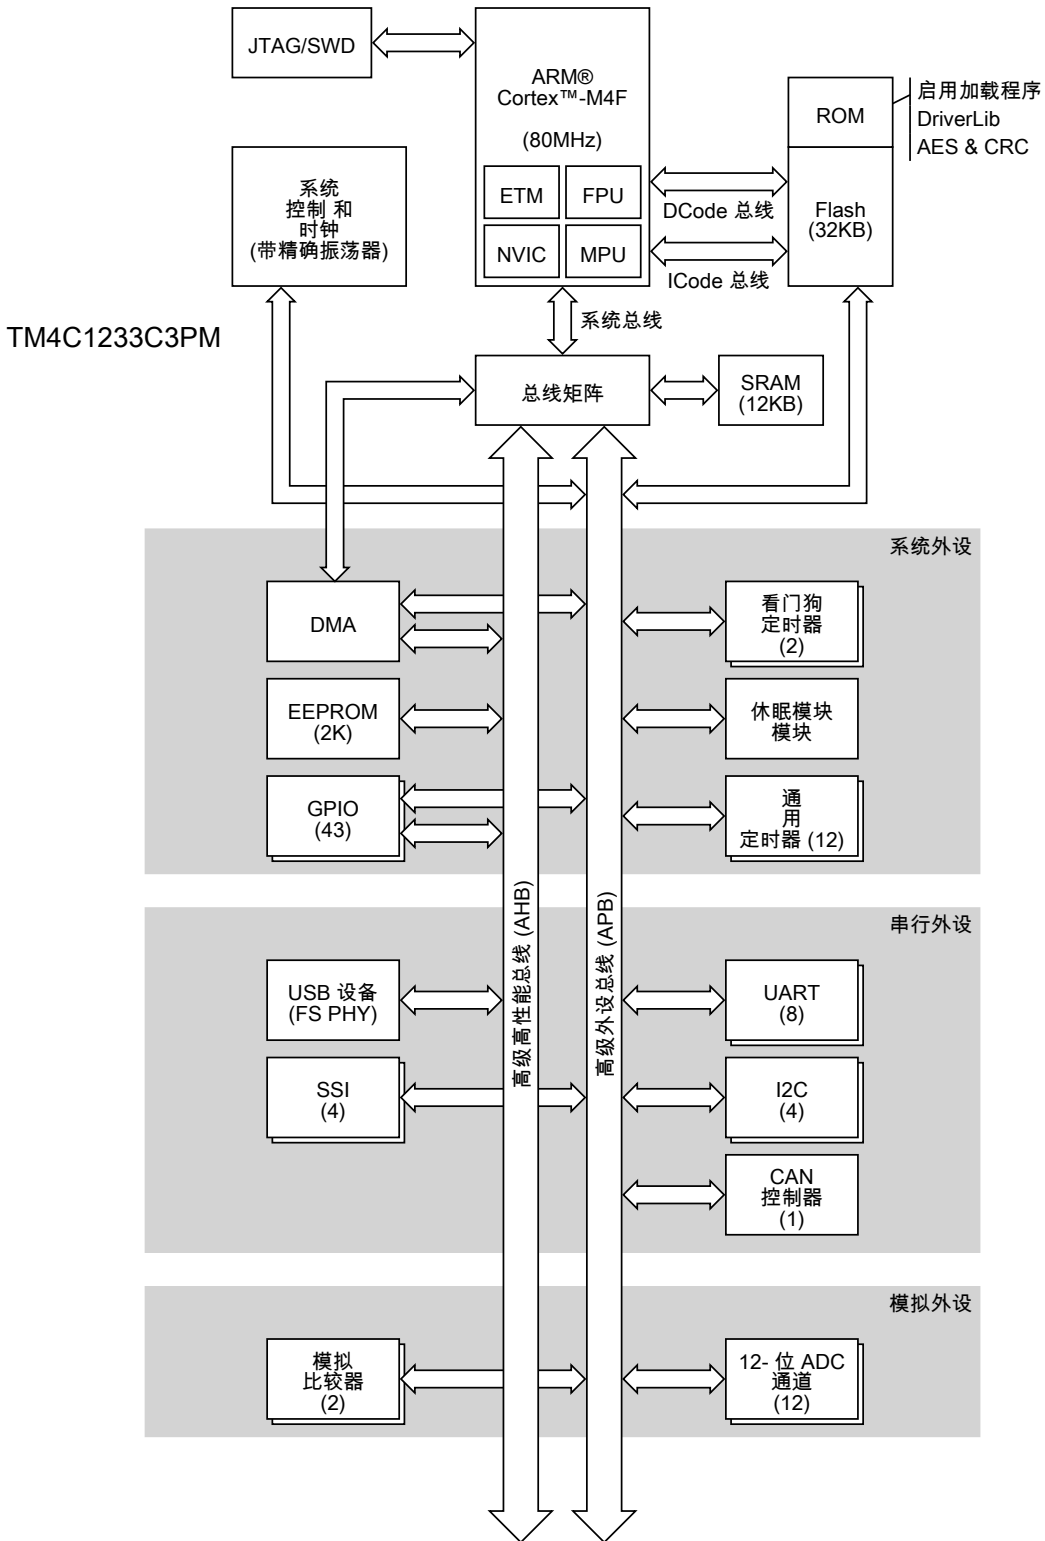 JTAG/SWD
ARM®
Cortex™-M4F
(80MHz)
ETM
FPU
NVIC
MPU
ROM
启用加载程序
DriverLib
AES & CRC
Flash
(32KB)
DCode 总线
ICode 总线
系统
控制 和
时钟
(带精确振荡器)
系统总线
TM4C1233C3PM
总线矩阵
SRAM
(12KB)
系统外设
DMA
看门狗
定时器
(2)
EEPROM
(2K)
休眠模块
模块
GPIO
(43)
通
用
定时器 (12)
高级高性能总线 (AHB)
高级外设总线 (APB)
串行外设
USB 设备
(FS PHY)
UART
(8)
SSI
(4)
I2C
(4)
CAN
控制器
(1)
模拟外设
模拟
比较器
(2)
12- 位 ADC
通道
(12)